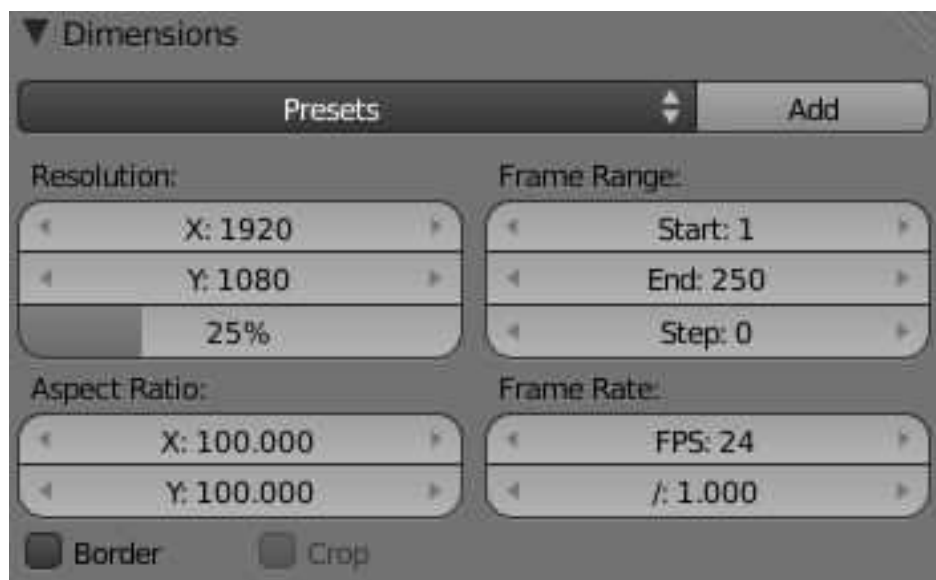 Dimensions
Presets
Add
Resolution:
X: 1920
Y: 1080
25%
Frame Range:
Start: 1
End: 250
Step: 0
Aspect Ratio:
X: 100.000
Y: 100.000
Frame Rate:
FPS: 24
/: 1.000
Border
Crop